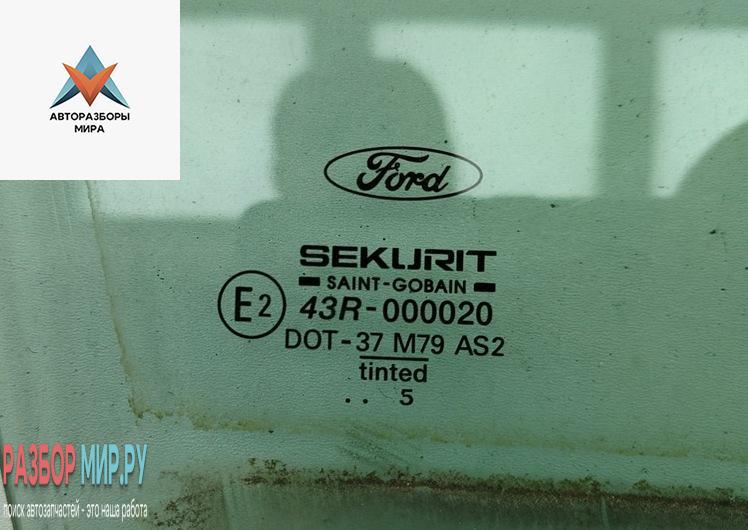 АВТОРАЗБОРЫ
МИРА
Ford
SEKURIT
SAINT-GOBAIN
E2
43R-000020
DOT-37 M79 AS2
tinted
.. 5
РАЗБОР МИР.РУ
поиск автозапчастей - это наша работа